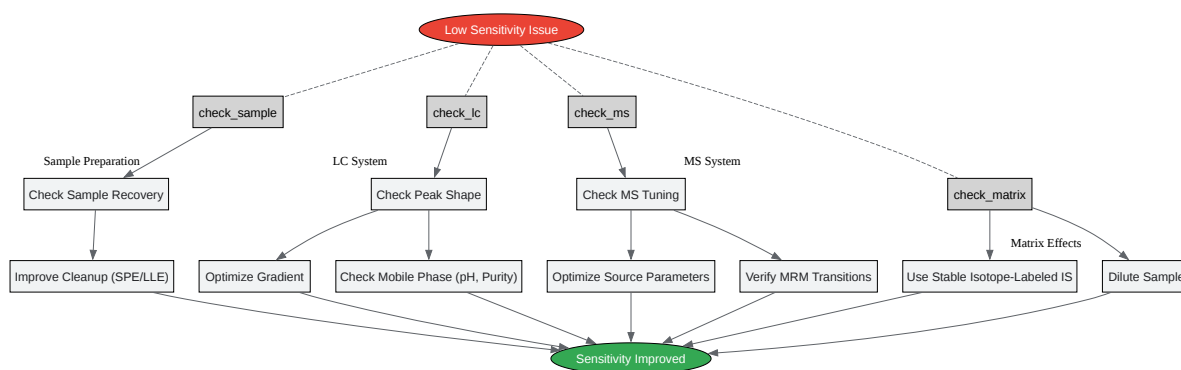 Low Sensitivity Issue
check_sample
check_lc
check_ms
Sample Preparation
LC System
MS System
Check Sample Recovery
Check Peak Shape
Check MS Tuning
check_matrix
Matrix Effects
Improve Cleanup (SPE/LLE)
Optimize Gradient
Check Mobile Phase (pH, Purity)
Optimize Source Parameters
Verify MRM Transitions
Use Stable Isotope-Labeled IS
Dilute Sample
Sensitivity Improved